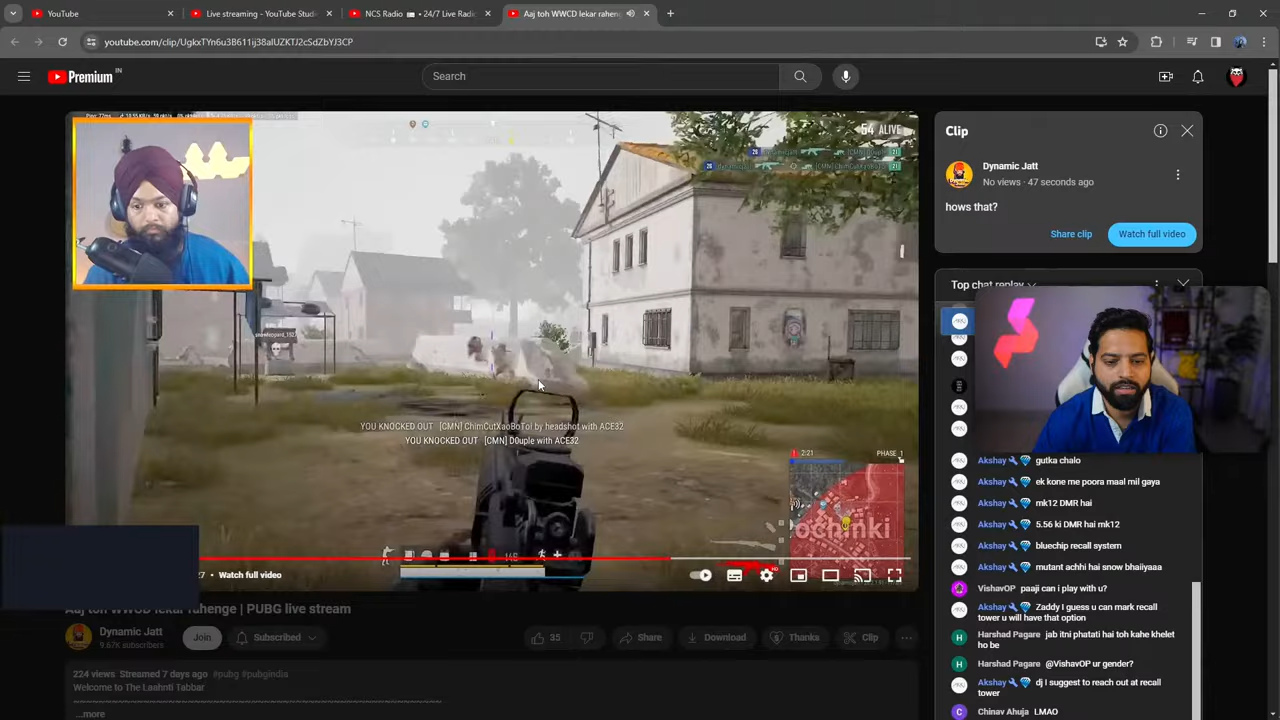 YouTube
Live streaming - YouTube Studi
NCS Radio • 24/7 Live Radi
Aaj toh WWCD lekar raheng
youtube.com/clip/UgkxTYn6u3B611ij38aIUZKTJ2cSdZbYJ3CP
Premium IN
Search
54 ALIVE
YOU KNOCKED OUT [CMN] ChimCutXaoBoToI by headshot with ACE32
YOU KNOCKED OUT [CMN] D0uple with ACE32
2:21
PHASE 1
ochinki
27 • Watch full video
HD
Aaj toh WWCD lekar rahenge | PUBG live stream
Dynamic Jatt
9.67K subscribers
Join
Subscribed
35
Share
Download
Thanks
Clip
224 views Streamed 7 days ago #pubg #pubgindia
Welcome to The Lashnti Tabbar
...more
Clip
Dynamic Jatt
No views · 47 seconds ago
hows that?
Share clip
Watch full video
Top chat replay
Akshay gutka chalo
Akshay ek kone me poora maal mil gaya
Akshay mk12 DMR hai
Akshay 5.56 ki DMR hai mk12
Akshay bluechip recall system
Akshay mutant achhi hai snow bhaiiyaaa
VishavOP paaji can i play with u?
Akshay Zaddy I guess u can mark recall
tower u will have that option
H Harshad Pagare jab itni phatati hai toh kahe khelet
ho be
H Harshad Pagare @VishavOP ur gender?
Akshay dj I suggest to reach out at recall
tower
C Chinav Ahuja LMAO